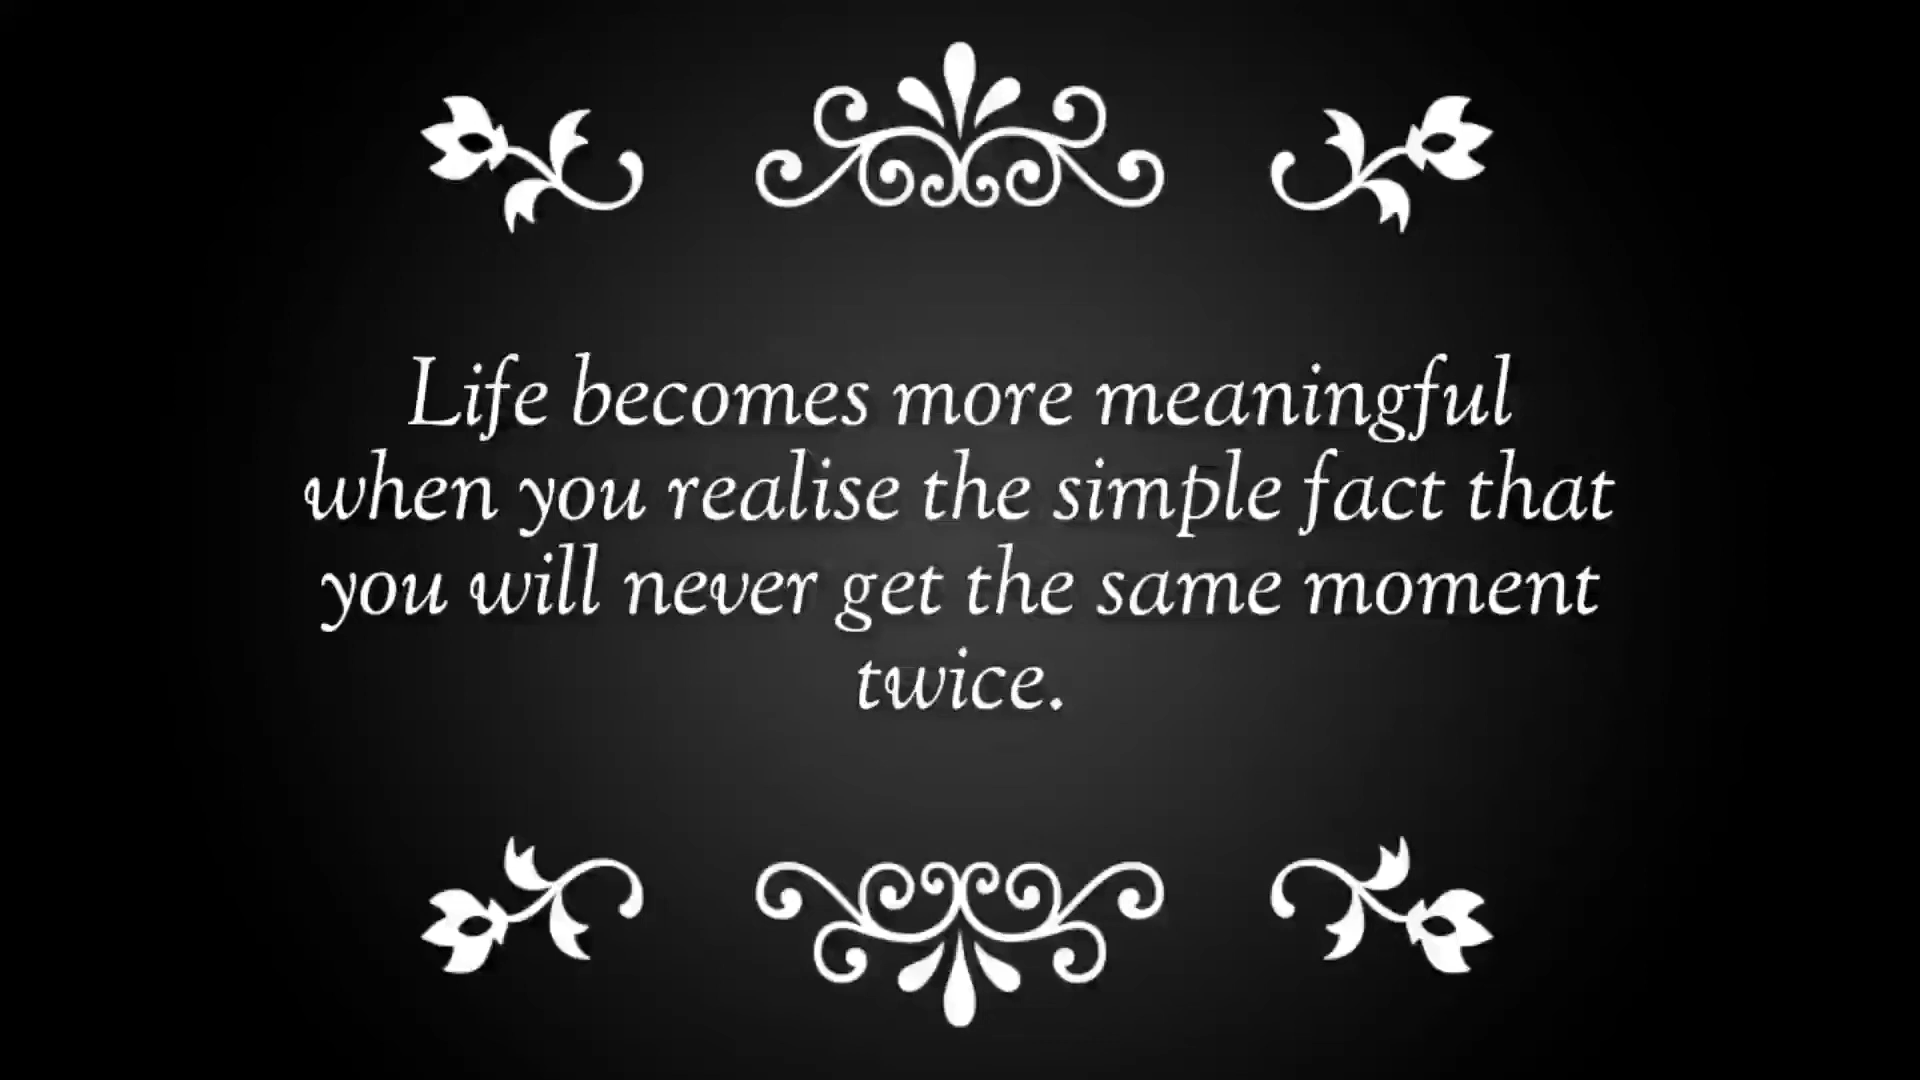 Life becomes more meaningful
when you realise the simple fact that
you will never get the same moment
twice.